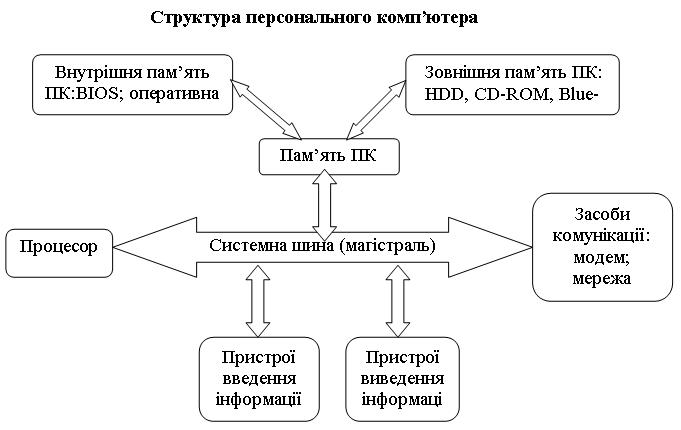 Структура персонального комп’ютера
Внутрішня пам’ять
ПК:BIOS; оперативна
Зовнішня пам’ять ПК:
HDD, CD-ROM, Blue-
Пам’ять ПК
Процесор
Системна шина (магістраль)
Засоби
комунікації:
модем;
мережа
Пристрої
введення
інформації
Пристрої
виведення
інформаці